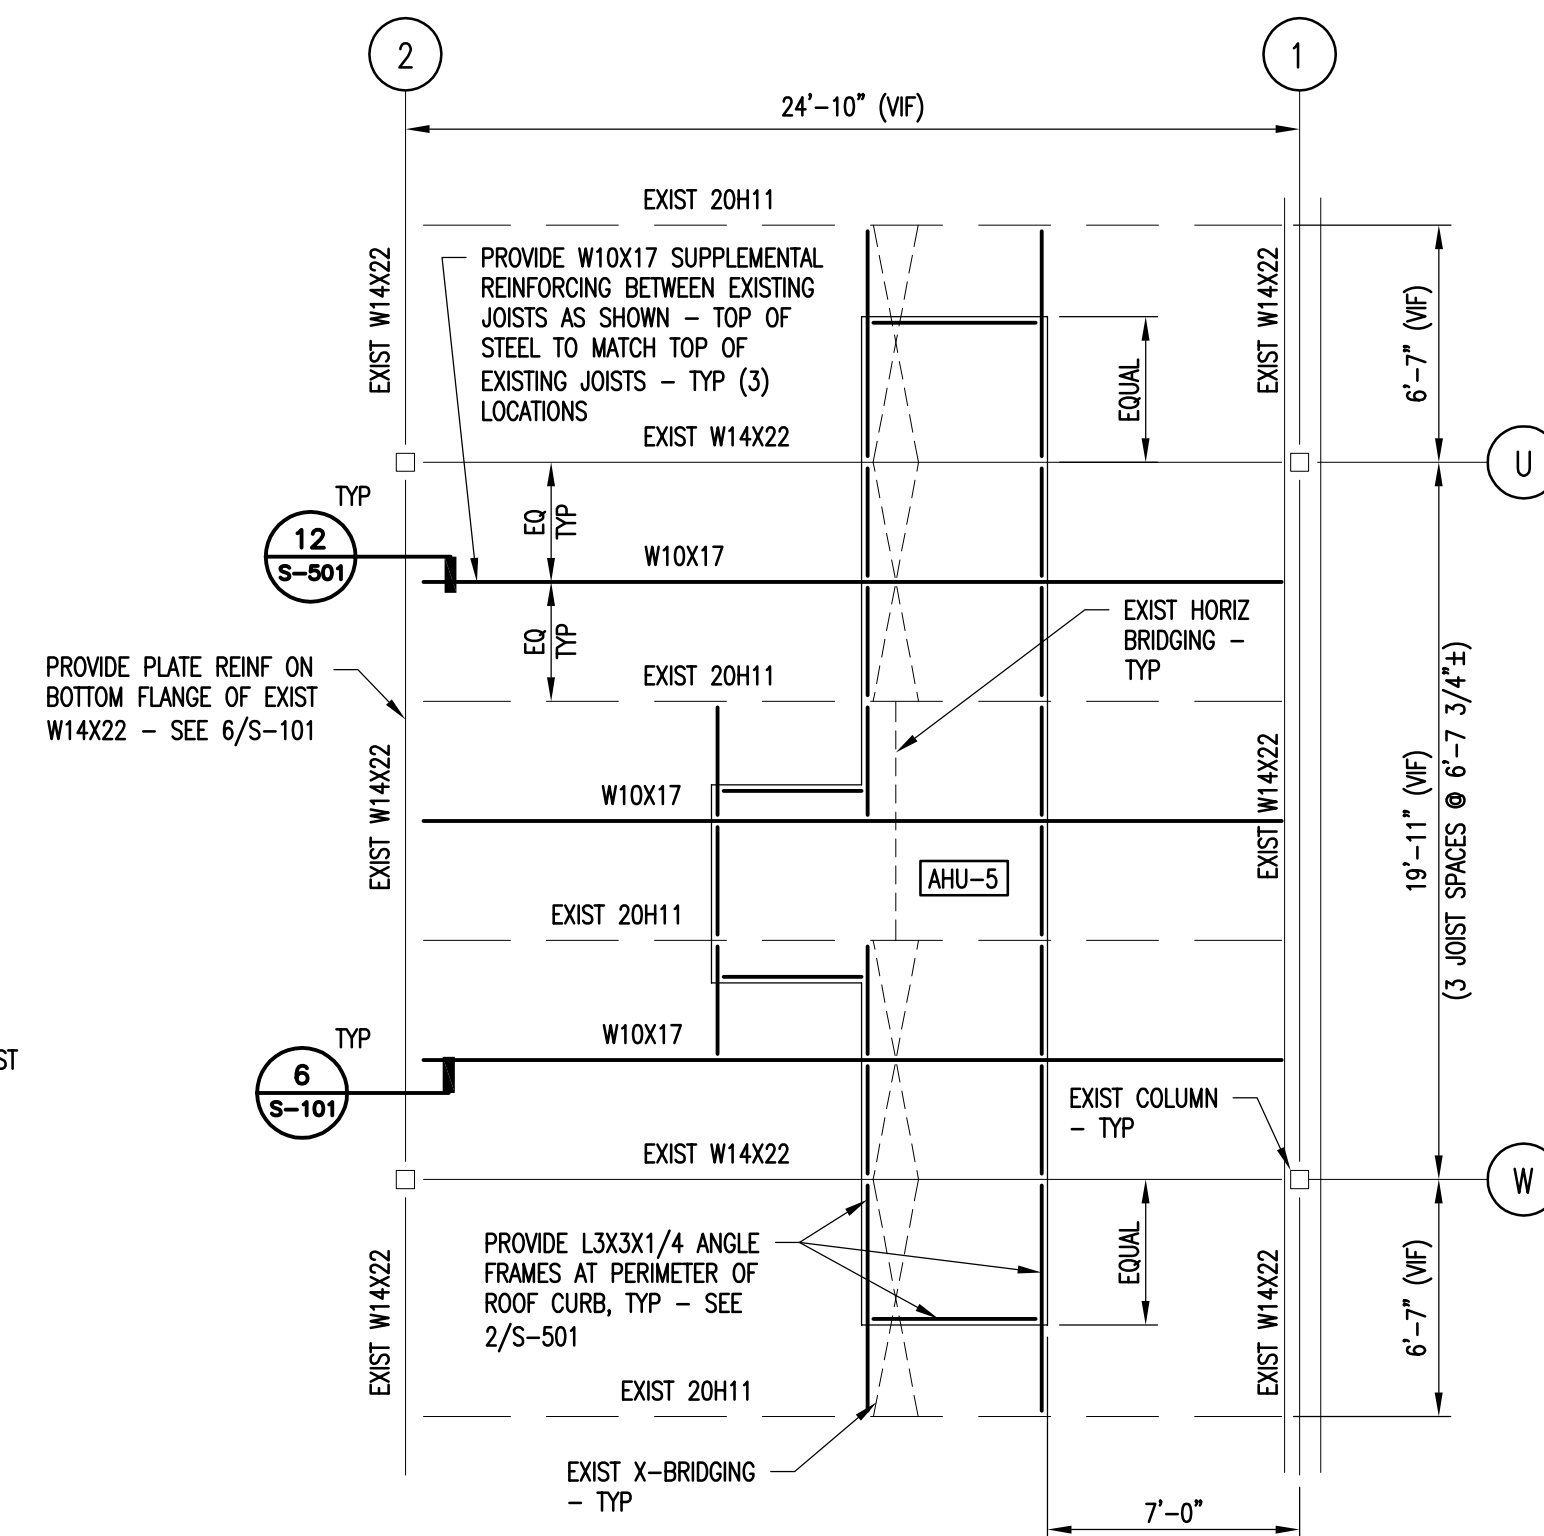 2
1
24'-10" (VIF)
EXIST 20H11
EXIST W14X22
PROVIDE W10X17 SUPPLEMENTAL
REINFORCING BETWEEN EXISTING
JOISTS AS SHOWN - TOP OF
STEEL TO MATCH TOP OF
EXISTING JOISTS - TYP (3)
LOCATIONS
EXIST W14X22
6'-7" (VIF)
EQUAL
EXIST W14X22
U
TYP
12
S-501
EQ
TYP
W10X17
EQ
TYP
EXIST HORIZ
BRIDGING -
TYP
PROVIDE PLATE REINF ON
BOTTOM FLANGE OF EXIST
W14X22 - SEE 6/S-101
EXIST 20H11
EXIST W14X22
W10X17
EXIST W14X22
19'-11" (VIF)
(3 JOIST SPACES @ 6'-7 3/4"±)
AHU-5
EXIST 20H11
TYP
6
S-101
ST
W10X17
EXIST COLUMN
- TYP
EXIST W14X22
W
PROVIDE L3X3X1/4 ANGLE
FRAMES AT PERIMETER OF
ROOF CURB, TYP - SEE
2/S-501
EXIST W14X22
EQUAL
EXIST W14X22
6'-7" (VIF)
EXIST 20H11
EXIST X-BRIDGING
- TYP
7'-0"